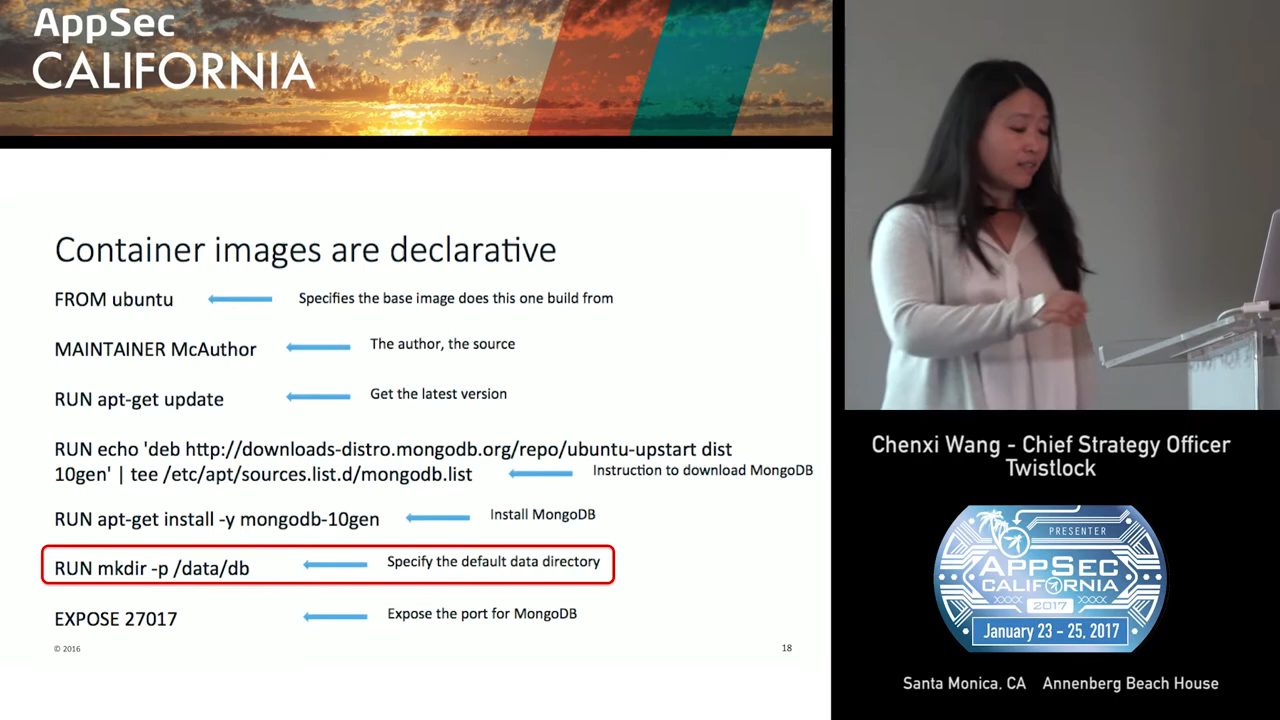 AppSec
CALIFORNIA
Container images are declarative
FROM ubuntu
Specifies the base image does this one build from
MAINTAINER McAuthor
The author, the source
RUN apt-get update
Get the latest version
RUN echo 'deb http://downloads-distro.mongodb.org/repo/ubuntu-upstart dist
10gen' | tee /etc/apt/sources.list.d/mongodb.list
Instruction to download MongoDB
RUN apt-get install -y mongodb-10gen
Install MongoDB
RUN mkdir -p /data/db
Specify the default data directory
EXPOSE 27017
Expose the port for MongoDB
© 2016
18
Chenxi Wang - Chief Strategy Officer
Twistlock
PRESENTER
APPSEC
CALIFORNIA
XXXX 2017 XXXX
January 23 - 25, 2017
Santa Monica, CA Annenberg Beach House